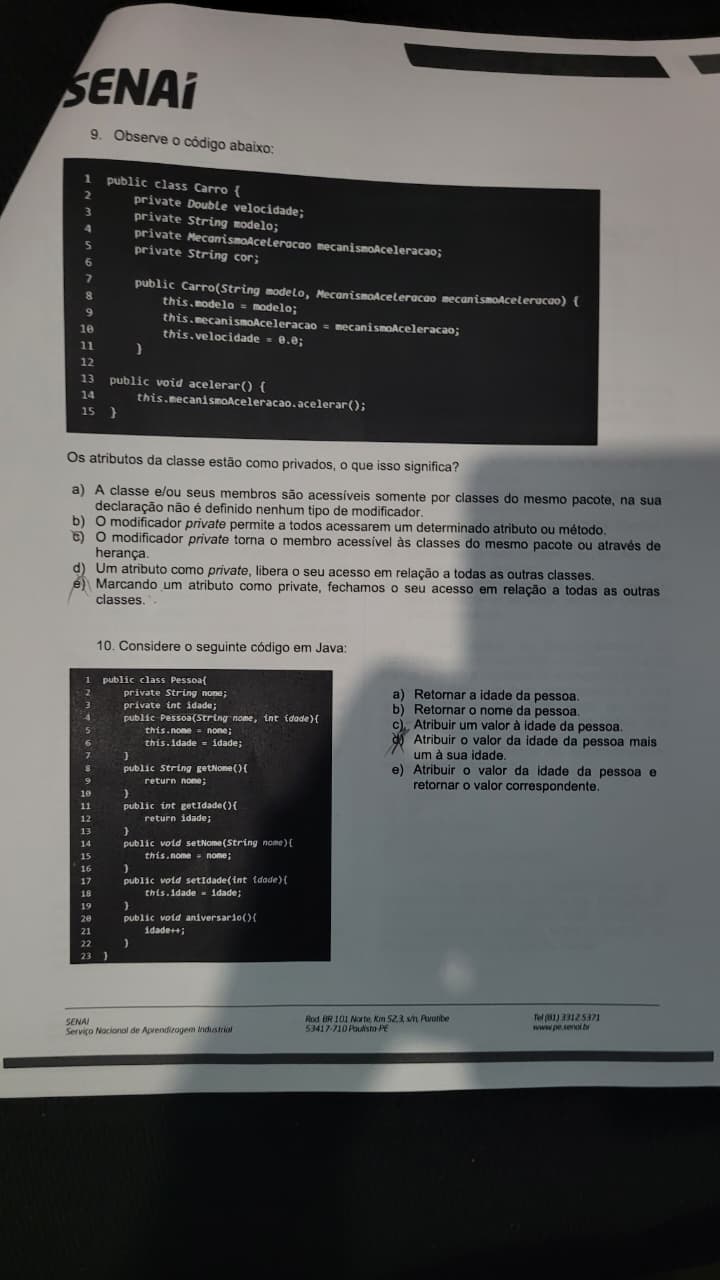 SENAI
9. Observe o código abaixo:
1 public class Carro {
2 private Double velocidade;
3 private String modelo;
4 private MecanismoAceleracao mecanismoAceleracao;
5 private String cor;
6
7 public Carro(String modelo, MecanismoAceleracao mecanismoAceleracao) {
8 this.modelo = modelo;
9 this.mecanismoAceleracao = mecanismoAceleracao;
10 this.velocidade = 0.0;
11 }
12
13 public void acelerar() {
14 this.mecanismoAceleracao.acelerar();
15 }
Os atributos da classe estão como privados, o que isso significa?
a) A classe e/ou seus membros são acessíveis somente por classes do mesmo pacote, na sua
declaração não é definido nenhum tipo de modificador.
b) O modificador private permite a todos acessarem um determinado atributo ou método.
c) O modificador private torna o membro acessível às classes do mesmo pacote ou através de
herança.
d) Um atributo como private, libera o seu acesso em relação a todas as outras classes.
e) Marcando um atributo como private, fechamos o seu acesso em relação a todas as outras
classes.
10. Considere o seguinte código em Java:
1 public class Pessoa{
2 private String nome;
3 private int idade;
4 public Pessoa(String nome, int idade){
5 this.nome = nome;
6 this.idade = idade;
7 }
8 public String getNome(){
9 return nome;
10 }
11 public int getIdade(){
12 return idade;
13 }
14 public void setNome(String nome){
15 this.nome = nome;
16 }
17 public void setIdade(int idade){
18 this.idade = idade;
19 }
20 public void aniversario(){
21 idade++;
22 }
23 }
a) Retornar a idade da pessoa.
b) Retornar o nome da pessoa.
c) Atribuir um valor à idade da pessoa.
d) Atribuir o valor da idade da pessoa mais
um à sua idade.
e) Atribuir o valor da idade da pessoa e
retornar o valor correspondente.
SENAI
Serviço Nacional de Aprendizagem Industrial
Rod. BR 101 Norte, Km 52,3, s/n, Paratibe
53417-710 Paulista-PE
Tel (81) 3312.5371
www.pe.senai.br